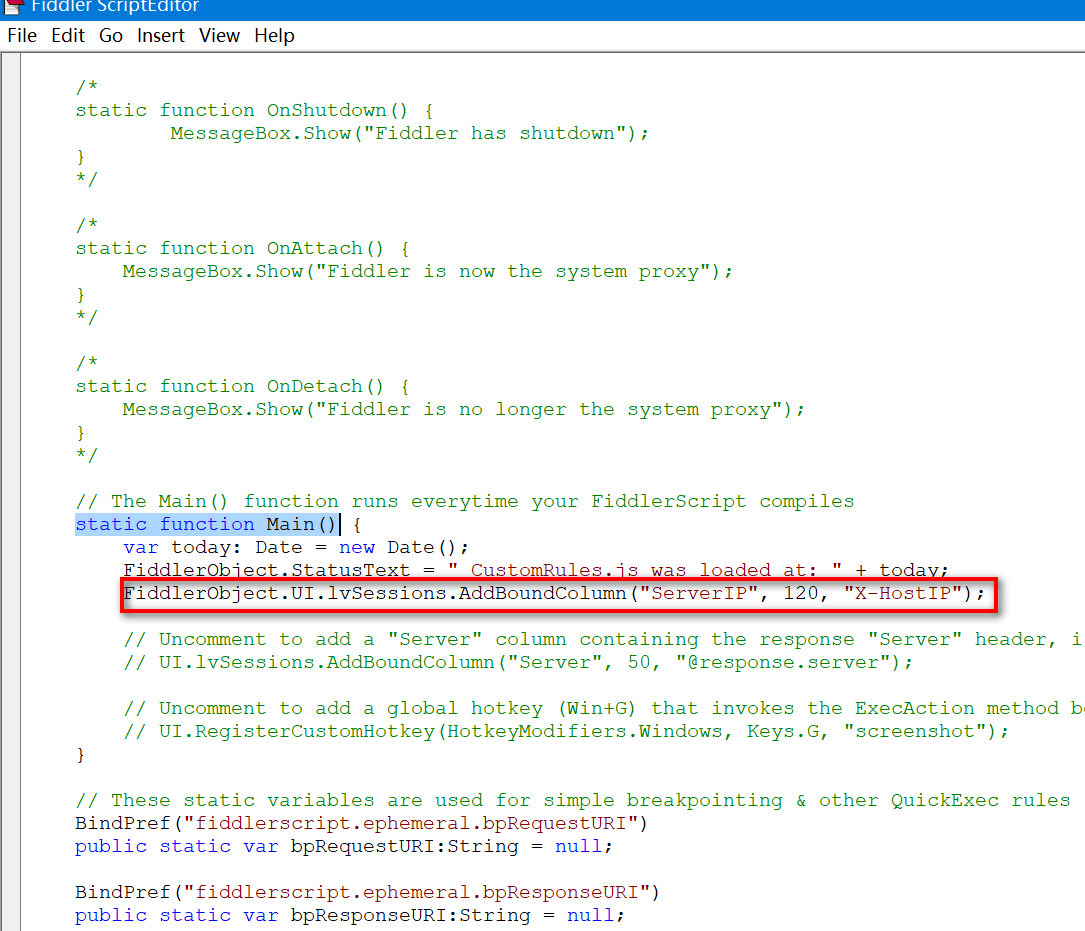 Fiddler ScriptEditor
File Edit Go Insert View Help
/*
static function OnShutdown() {
MessageBox.Show("Fiddler has shutdown");
}
*/
/*
static function OnAttach() {
MessageBox.Show("Fiddler is now the system proxy");
}
*/
/*
static function OnDetach() {
MessageBox.Show("Fiddler is no longer the system proxy");
}
*/
// The Main() function runs everytime your FiddlerScript compiles
static function Main() {
var today: Date = new Date();
FiddlerObject.StatusText = " CustomRules.js was loaded at: " + today;
FiddlerObject.UI.lvSessions.AddBoundColumn("ServerIP", 120, "X-HostIP");
// Uncomment to add a "Server" column containing the response "Server" header, i
// UI.lvSessions.AddBoundColumn("Server", 50, "@response.server");
// Uncomment to add a global hotkey (Win+G) that invokes the ExecAction method b
// UI.RegisterCustomHotkey(HotkeyModifiers.Windows, Keys.G, "screenshot");
}
// These static variables are used for simple breakpointing & other QuickExec rules
BindPref("fiddlerscript.ephemeral.bpRequestURI")
public static var bpRequestURI:String = null;
BindPref("fiddlerscript.ephemeral.bpResponseURI")
public static var bpResponseURI:String = null;